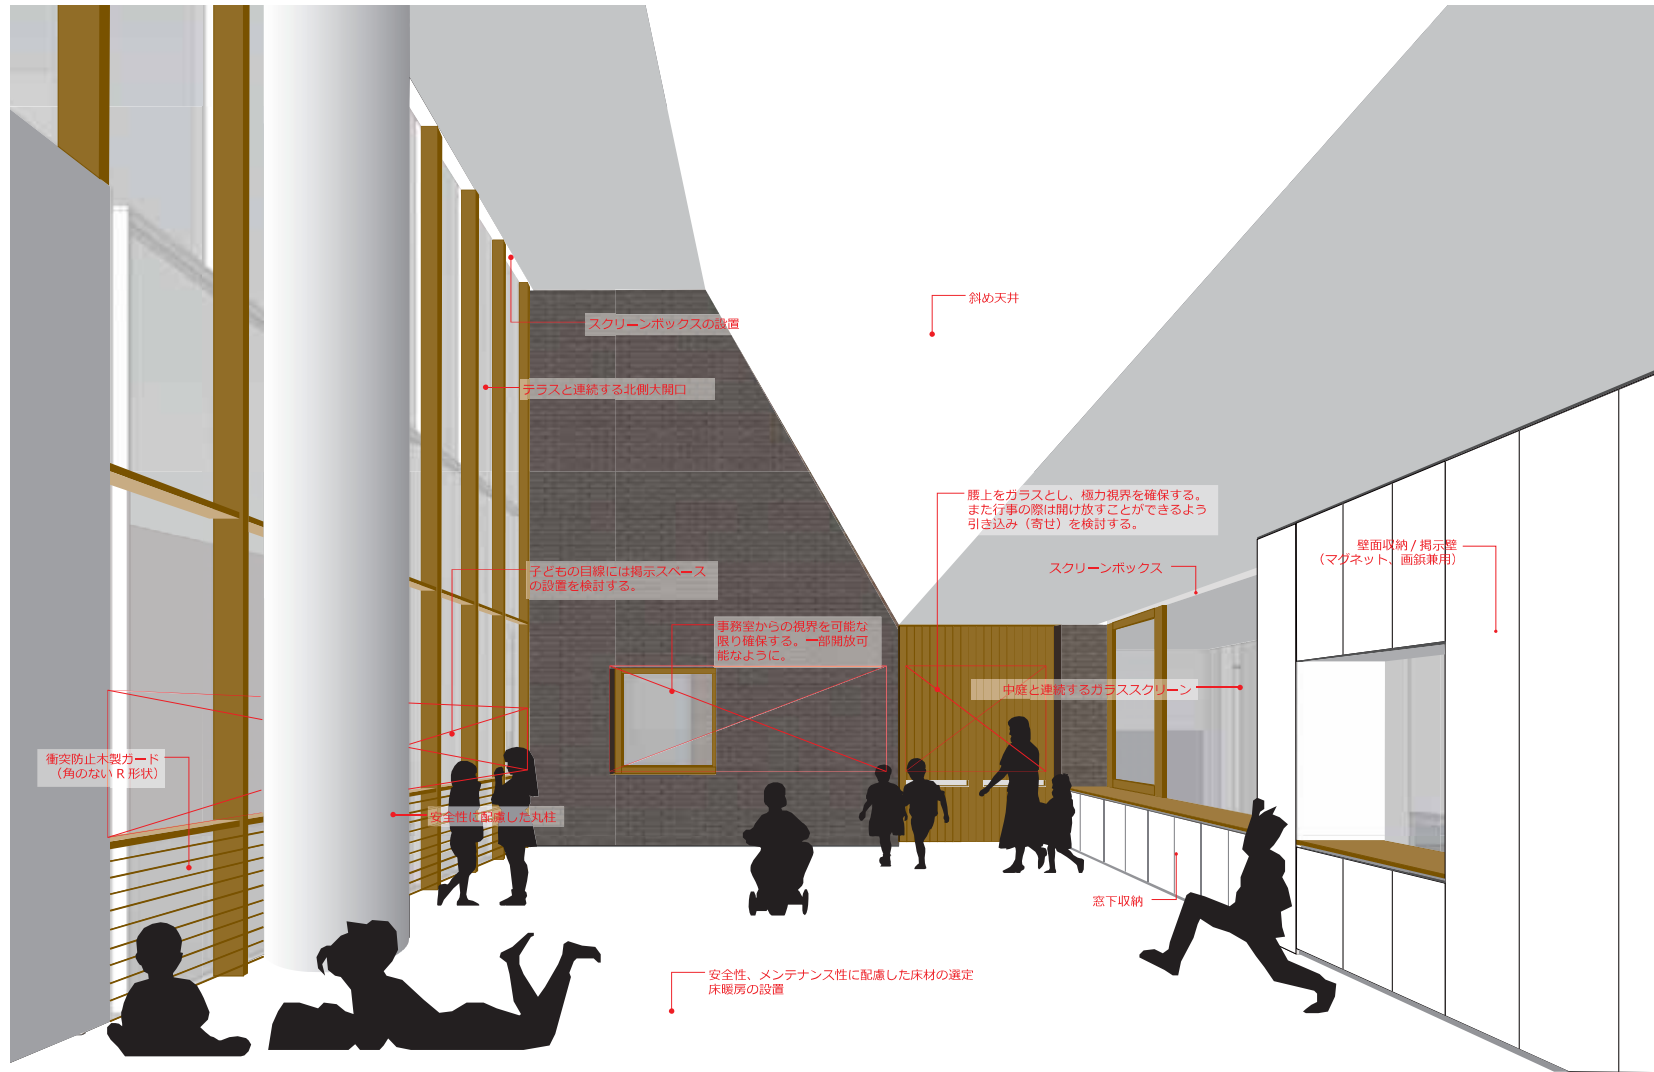 斜め天井
スクリーンボックスの設置
テラスと連続する北側大開口
腰上をガラスとし、極力視界を確保する。
また行事の際は開け放すことができるよう
引き込み（寄せ）を検討する。
壁面収納 / 掲示壁
（マグネット、画鋲兼用）
スクリーンボックス
子どもの目線には掲示スペース
の設置を検討する。
事務室からの視界を可能な
限り確保する。一部開放可
能なように。
中庭と連続するガラススクリーン
衝突防止木製ガード
（角のない R 形状）
安全性に配慮した丸柱
窓下収納
安全性、メンテナンス性に配慮した床材の選定
床暖房の設置